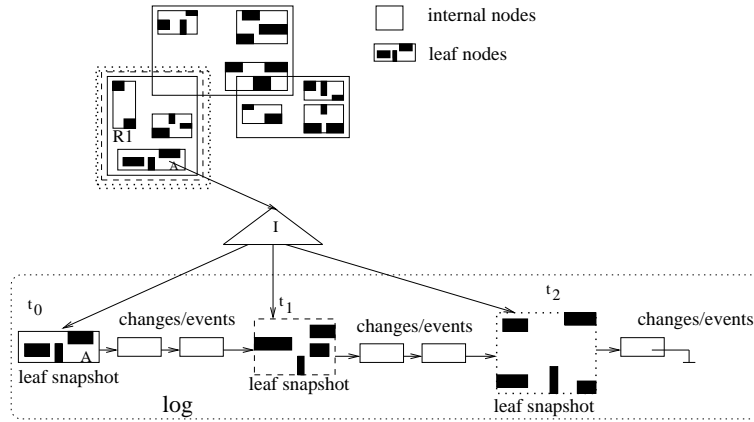 internal nodes
leaf nodes
R1
A
I
t0
t1
t2
changes/events
changes/events
changes/events
A
leaf snapshot
leaf snapshot
leaf snapshot
log